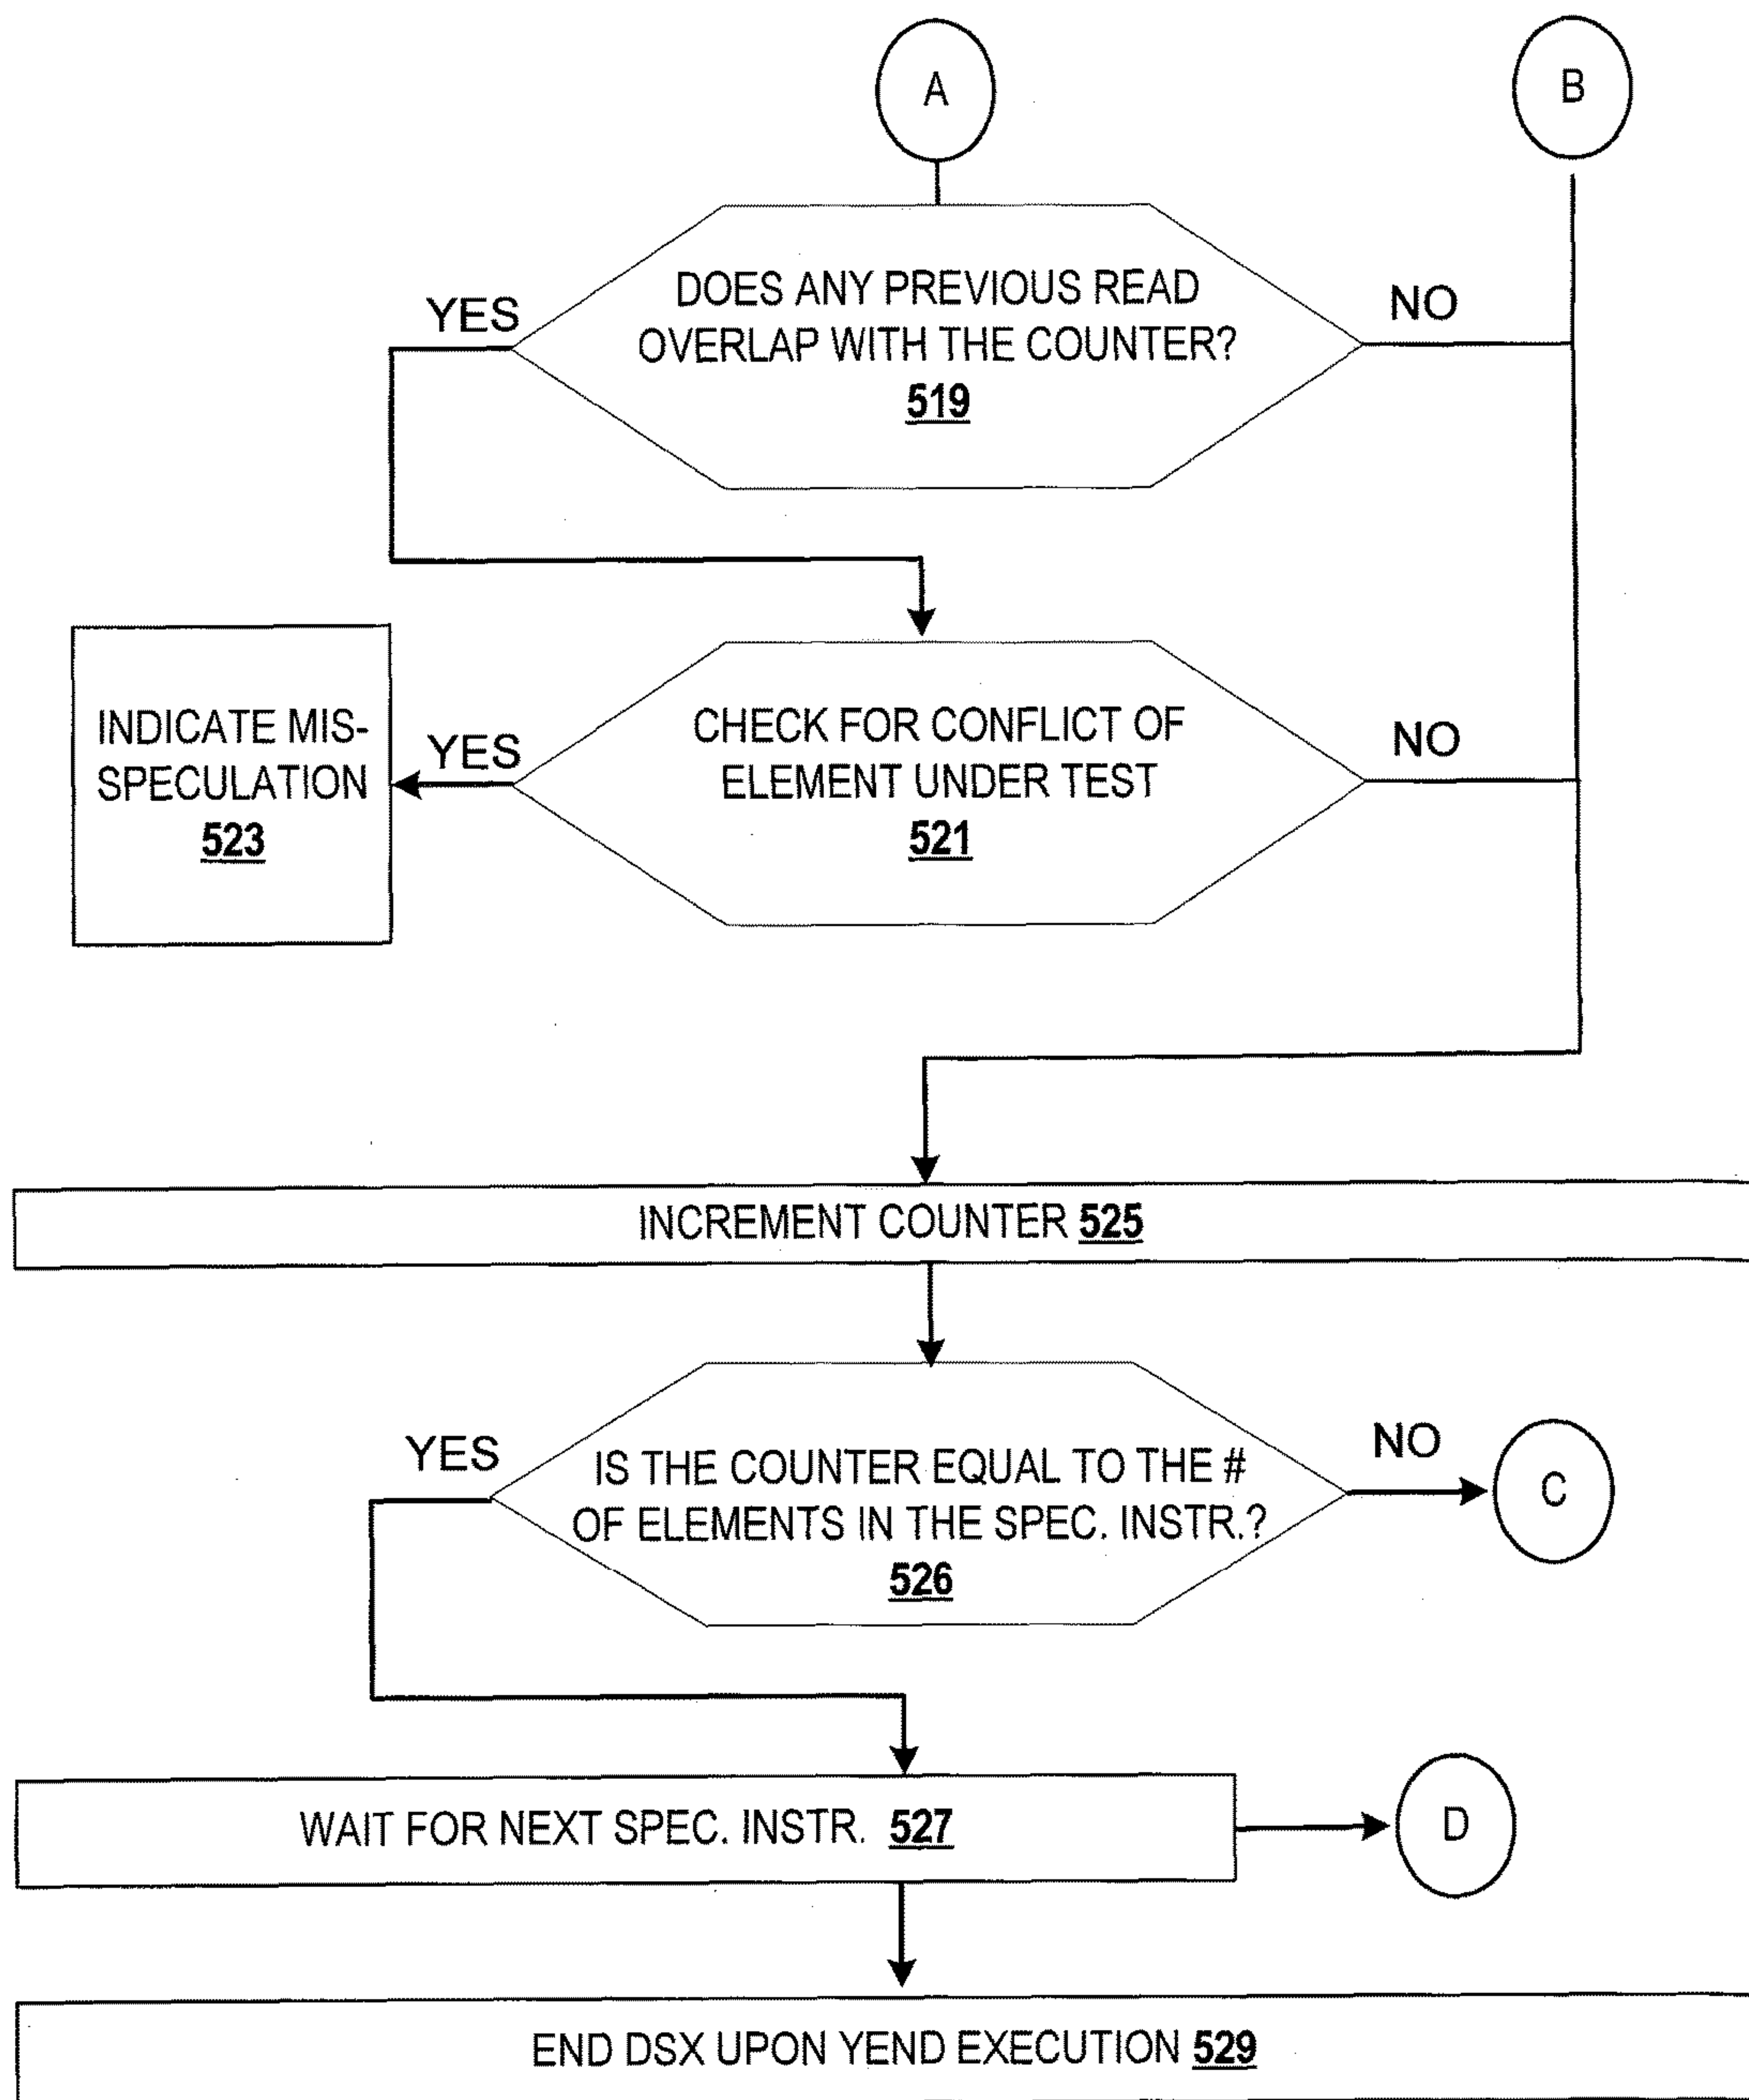 A
B
DOES ANY PREVIOUS READ
OVERLAP WITH THE COUNTER?
519
YES
NO
INDICATE MIS-
SPECULATION
523
YES
CHECK FOR CONFLICT OF
ELEMENT UNDER TEST
521
NO
INCREMENT COUNTER 525
YES
IS THE COUNTER EQUAL TO THE #
OF ELEMENTS IN THE SPEC. INSTR.?
526
NO
C
WAIT FOR NEXT SPEC. INSTR. 527
D
END DSX UPON YEND EXECUTION 529